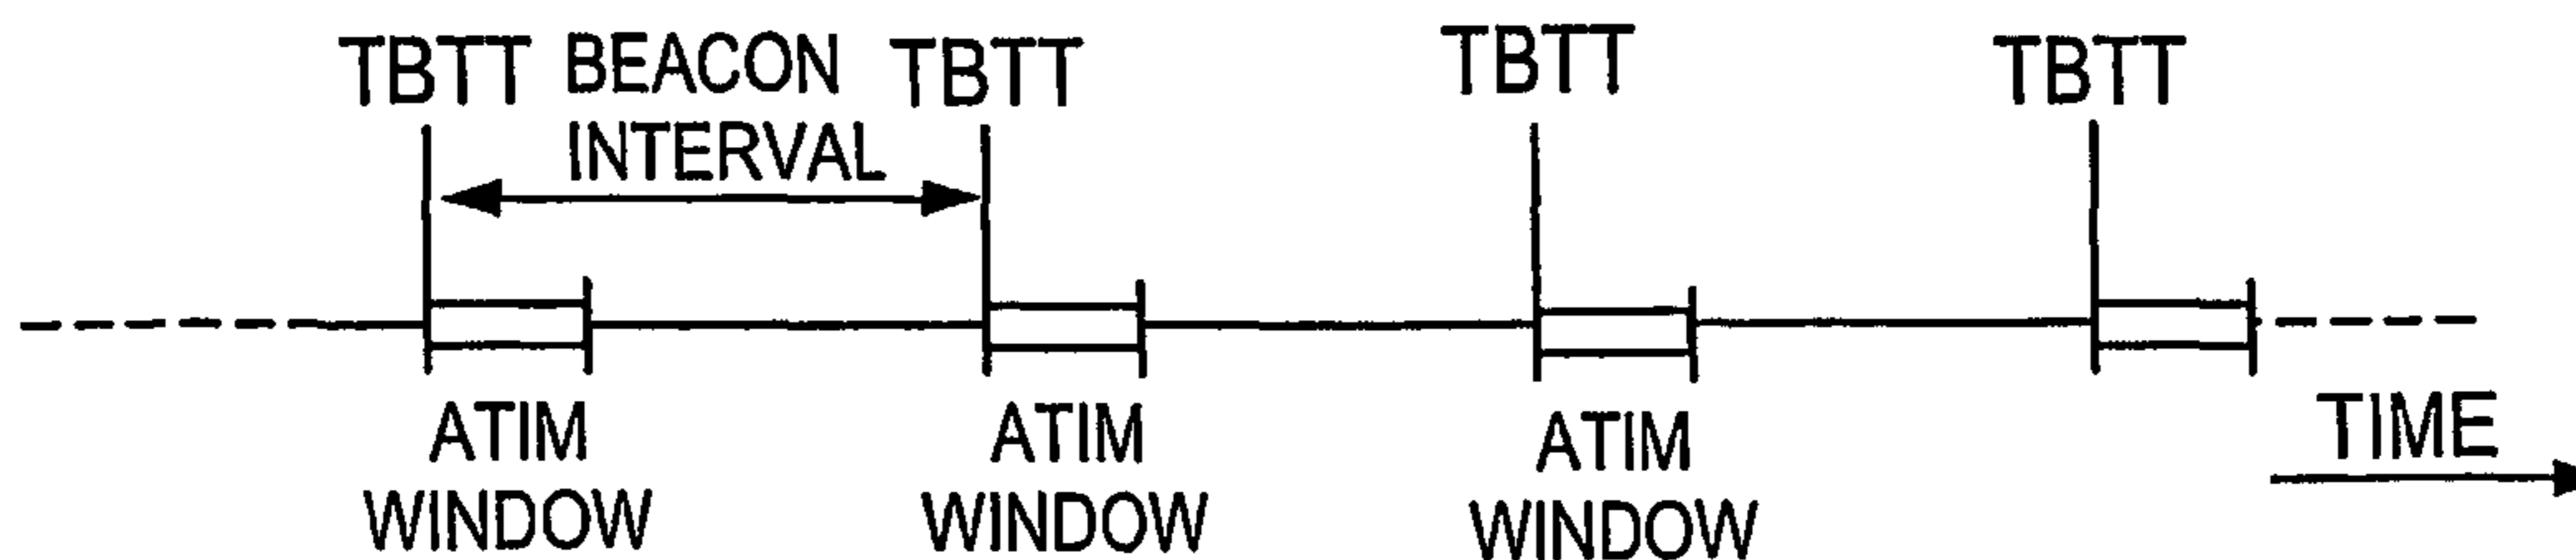 TBTT
BEACON
INTERVAL
TBTT
TBTT
TBTT
ATIM
WINDOW
ATIM
WINDOW
ATIM
WINDOW
TIME